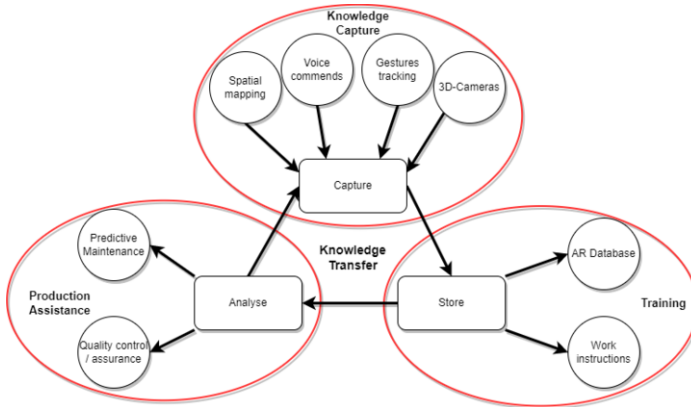 Knowledge
Capture
Spatial
mapping
Voice
commends
Gestures
tracking
3D-Cameras
Capture
Predictive
Maintenance
Production
Assistance
Quality control
/ assurance
Analyse
Knowledge
Transfer
Store
AR Database
Training
Work
instructions